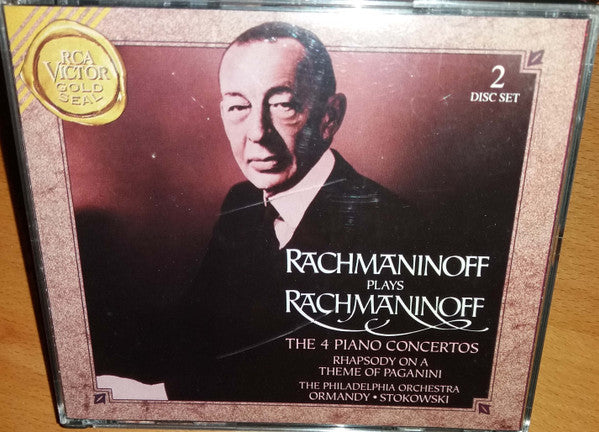 RCA
VICTOR
GOLD
SEAL
2
DISC SET
RACHMANINOFF
PLAYS
RACHMANINOFF
THE 4 PIANO CONCERTOS
RHAPSODY ON A
THEME OF PAGANINI
THE PHILADELPHIA ORCHESTRA
ORMANDY • STOKOWSKI